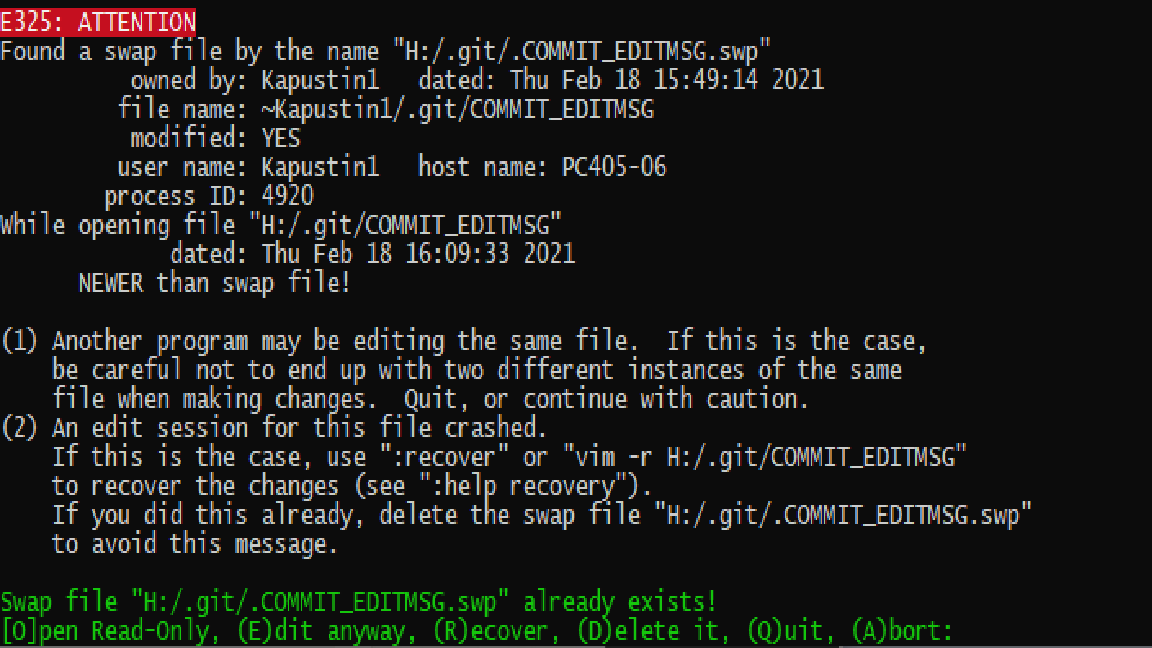 E325: ATTENTION
Found a swap file by the name "H:/.git/.COMMIT_EDITMSG.swp"
          owned by: Kapustin1   dated: Thu Feb 18 15:49:14 2021
         file name: ~Kapustin1/.git/COMMIT_EDITMSG
          modified: YES
         user name: Kapustin1   host name: PC405-06
        process ID: 4920
While opening file "H:/.git/COMMIT_EDITMSG"
             dated: Thu Feb 18 16:09:33 2021
      NEWER than swap file!

(1) Another program may be editing the same file.  If this is the case,
    be careful not to end up with two different instances of the same
    file when making changes.  Quit, or continue with caution.
(2) An edit session for this file crashed.
    If this is the case, use ":recover" or "vim -r H:/.git/COMMIT_EDITMSG"
    to recover the changes (see ":help recovery").
    If you did this already, delete the swap file "H:/.git/.COMMIT_EDITMSG.swp"
    to avoid this message.

Swap file "H:/.git/.COMMIT_EDITMSG.swp" already exists!
[O]pen Read-Only, (E)dit anyway, (R)ecover, (D)elete it, (Q)uit, (A)bort: